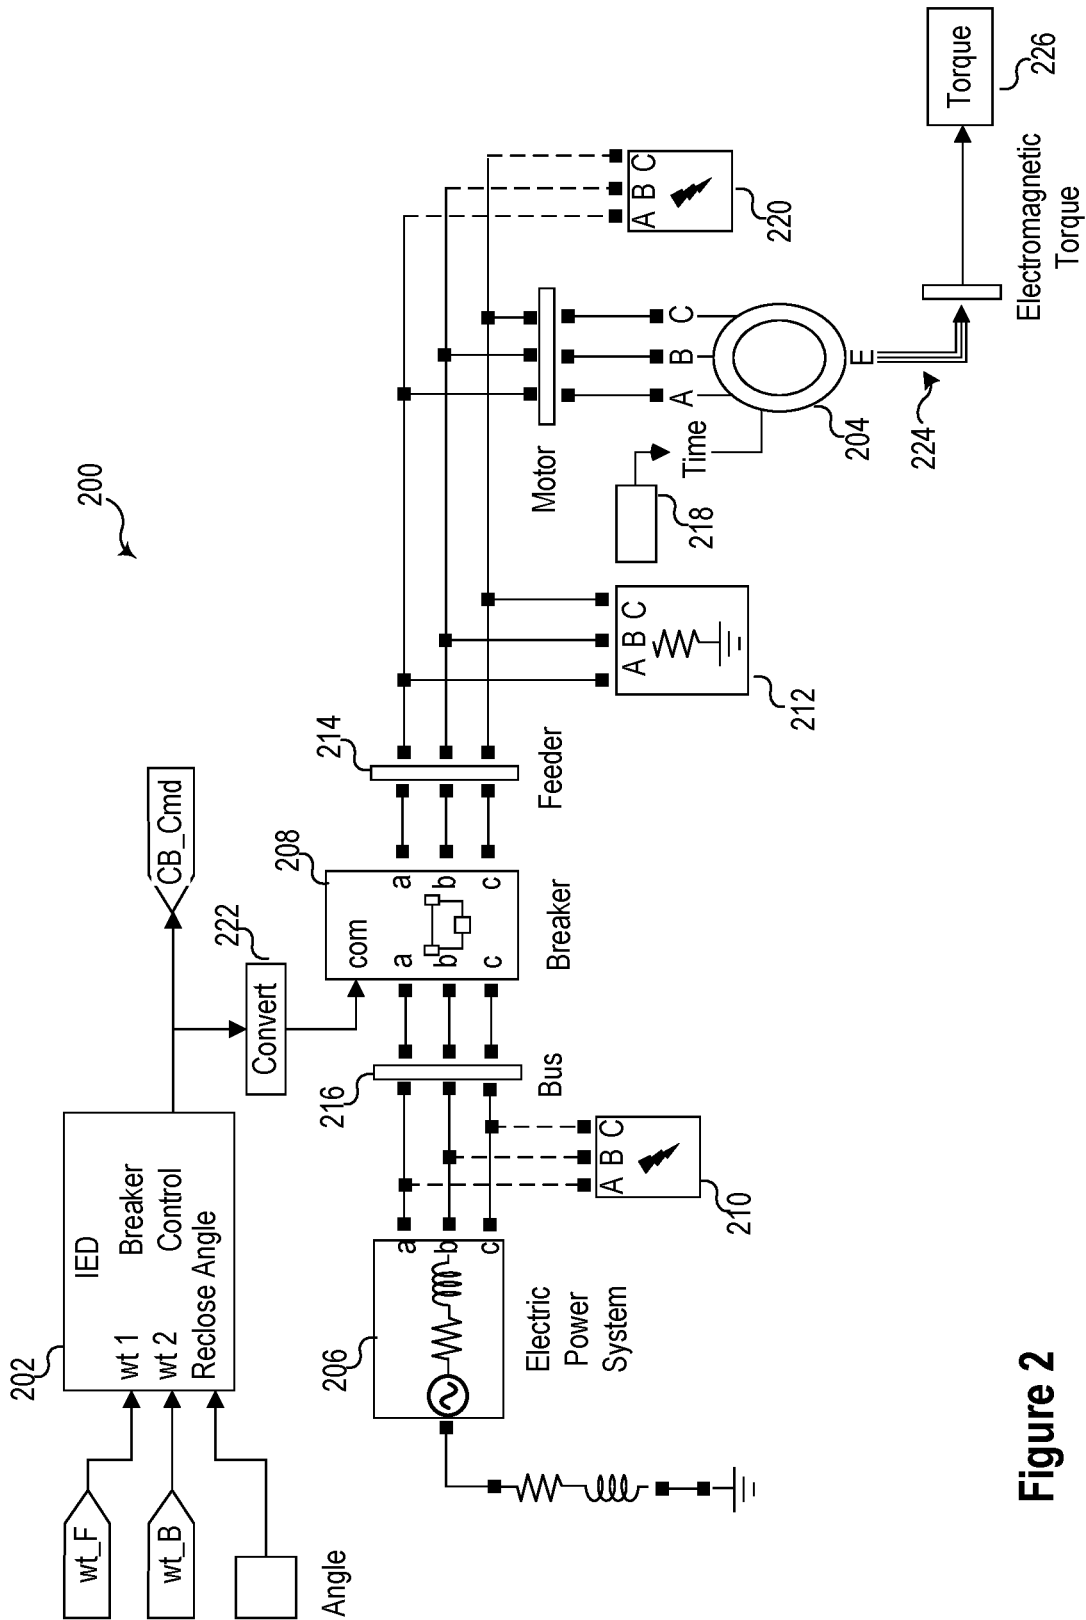 200
202
IED
wt 1
Breaker
wt 2
Control
Reclose Angle
wt_F
wt_B
Angle
CB_Cmd
222
Convert
206
a
b
c
Electric
Power
System
216
Bus
A B C
210
208
com
a
a
b
b
c
c
Breaker
214
Feeder
A B C
212
Motor
218
Time
A
B
C
204
E
224
A B C
220
Electromagnetic
Torque
Torque
226
Figure 2